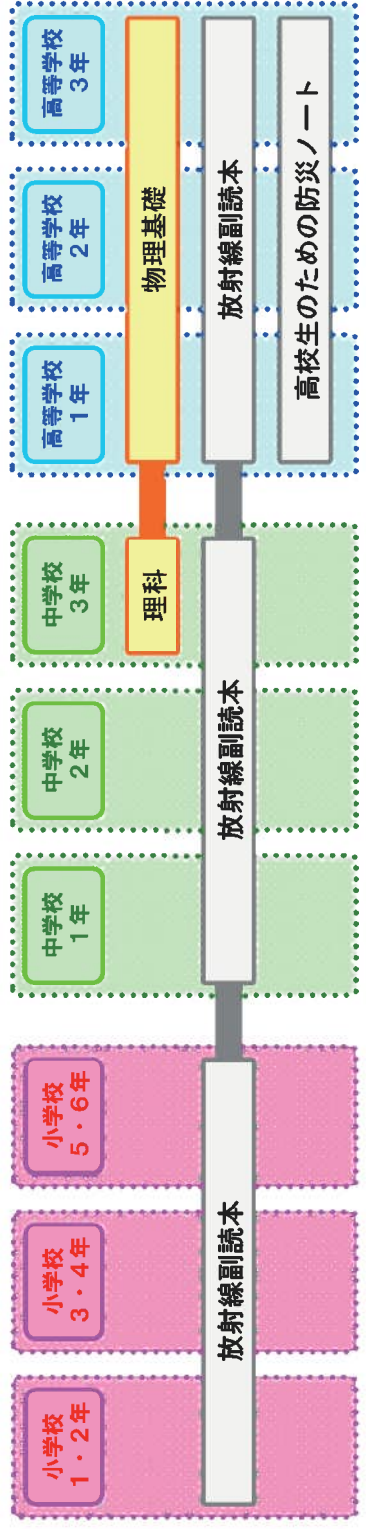 小学校
1・2年
小学校
3・4年
小学校
5・6年
中学校
1年
中学校
2年
中学校
3年
高等学校
1年
高等学校
2年
高等学校
3年
理科
物理基礎
放射線副読本
放射線副読本
放射線副読本
高校生のための防災ノート